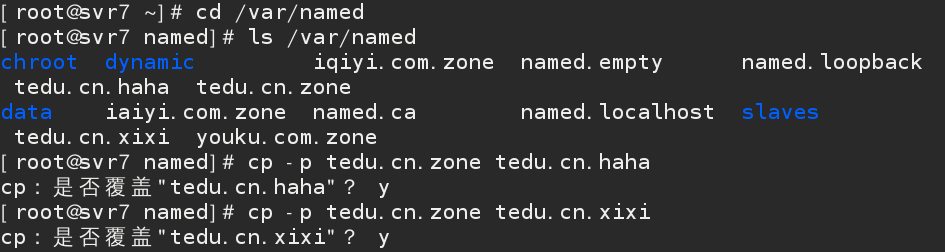 [root@svr7 ~]# cd /var/named
[root@svr7 named]# ls /var/named
chroot  dynamic          iqiyi.com.zone  named.empty      named.loopback
 tedu.cn.haha  tedu.cn.zone
data    iaiyi.com.zone  named.ca        named.localhost  slaves
 tedu.cn.xixi  youku.com.zone
[root@svr7 named]# cp -p tedu.cn.zone tedu.cn.haha
cp：是否覆盖"tedu.cn.haha"？ y
[root@svr7 named]# cp -p tedu.cn.zone tedu.cn.xixi
cp：是否覆盖"tedu.cn.xixi"？ y